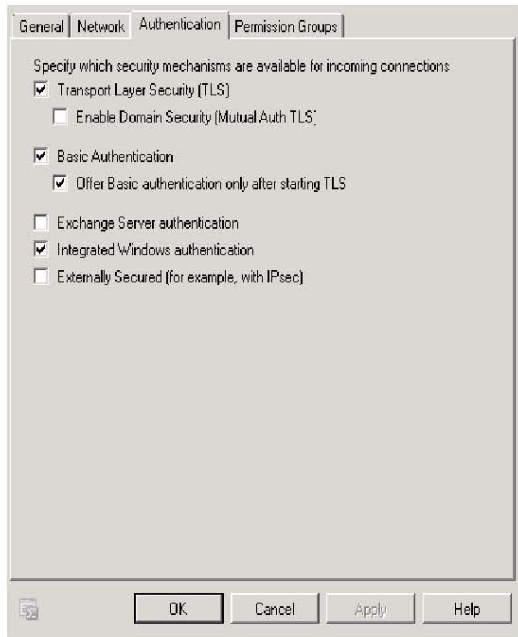 General Network Authentication Permission Groups
Specify which security mechanisms are available for incoming connections
Transport Layer Security (TLS)
Enable Domain Security (Mutual Auth TLS)
Basic Authentication
Offer Basic authentication only after starting TLS
Exchange Server authentication
Integrated Windows authentication
Externally Secured (for example, with IPsec)
OK Cancel Apply Help